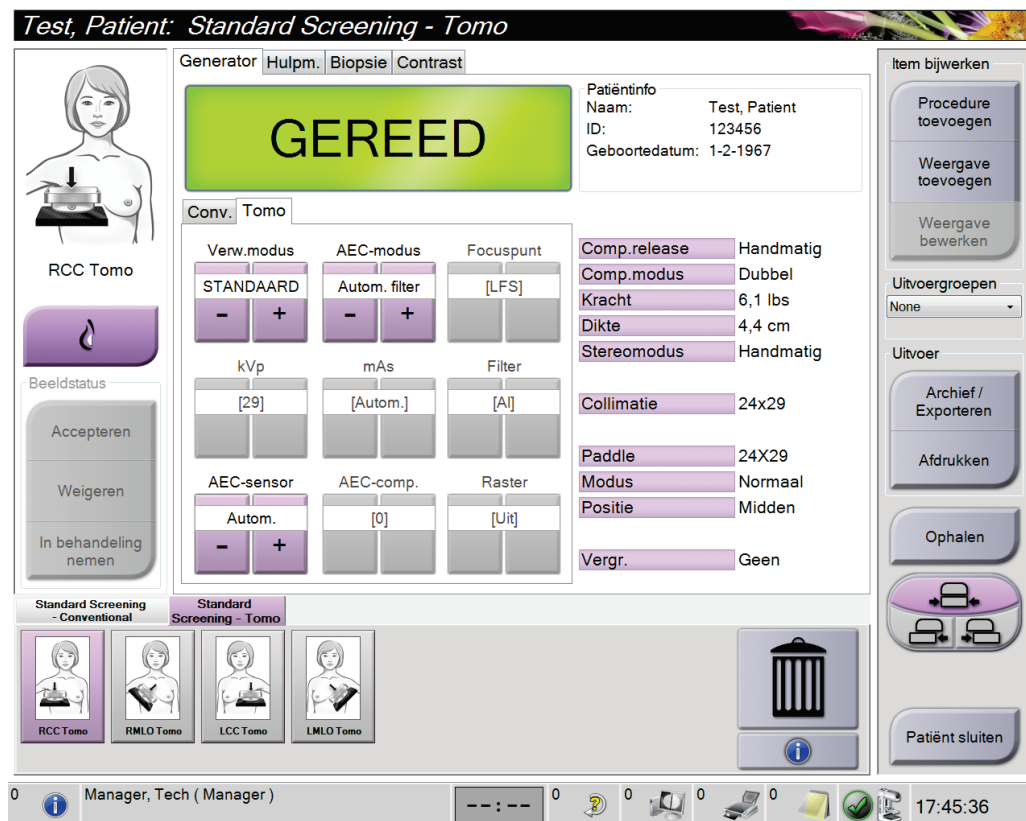 Test, Patient: Standard Screening - Tomo
RCC Tomo
Beeldstatus
Accepteren
Weigeren
In behandeling
nemen
Generator Hulpm. Biopsie Contrast
GEREED
Patiëntinfo
Naam: Test, Patient
ID: 123456
Geboortedatum: 1-2-1967
Conv. Tomo
Verw.modus AEC-modus Focuspunt
STANDAARD Autom. filter [LFS]
- + - +
kVp mAs Filter
[29] [Autom.] [Al]
AEC-sensor AEC-comp. Raster
Autom. [0] [Uit]
- +
Comp.release Handmatig
Comp.modus Dubbel
Kracht 6,1 lbs
Dikte 4,4 cm
Stereomodus Handmatig
Collimatie 24x29
Paddle 24X29
Modus Normaal
Positie Midden
Vergr. Geen
Item bijwerken
Procedure
toevoegen
Weergave
toevoegen
Weergave
bewerken
Uitvoergroepen
None
Uitvoer
Archief /
Exporteren
Afdrukken
Ophalen
Patiënt sluiten
Standard Screening
- Conventional
Standard
Screening - Tomo
RCC Tomo RMLO Tomo LCC Tomo LMLO Tomo
0 Manager, Tech ( Manager ) --:-- 0 0 0 0 17:45:36